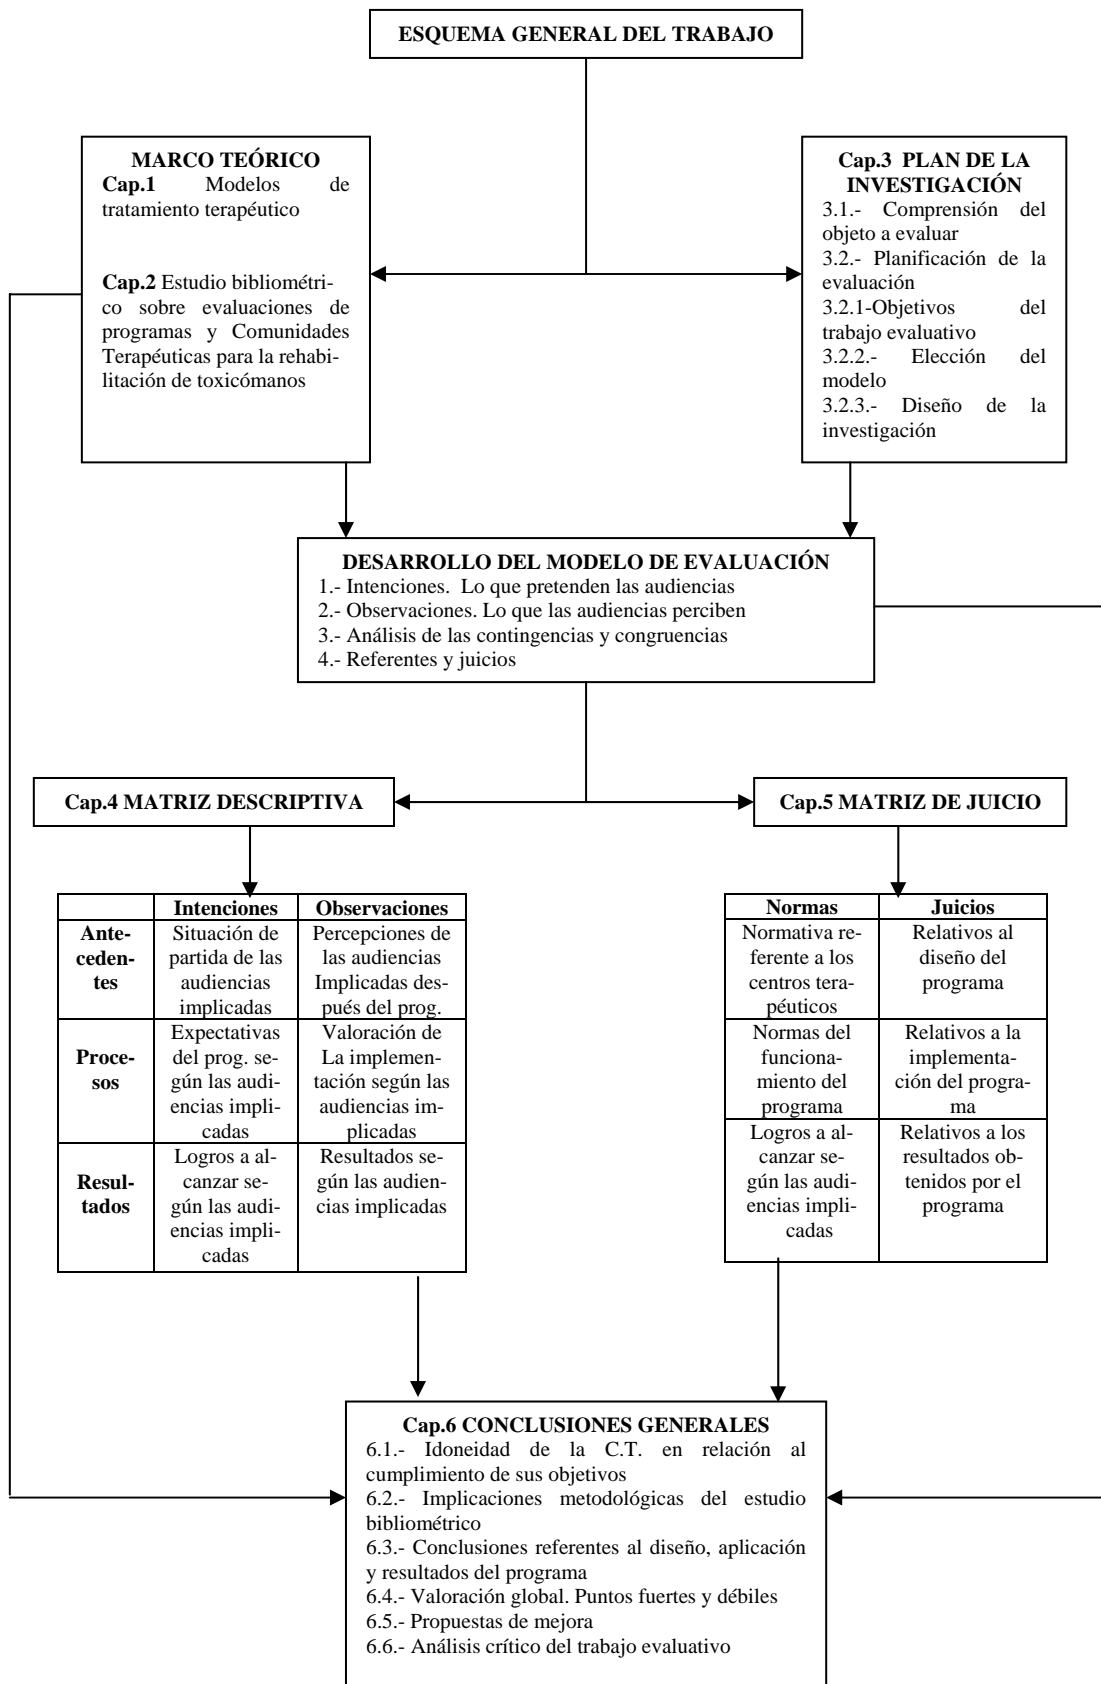 ESQUEMA GENERAL DEL TRABAJO
MARCO TEÓRICO
Cap.1 Modelos de
tratamiento terapéutico
Cap.2 Estudio bibliométri-
co sobre evaluaciones de
programas y Comunidades
Terapéuticas para la rehabi-
litación de toxicómanos
Cap.3 PLAN DE LA
INVESTIGACIÓN
3.1.- Comprensión del
objeto a evaluar
3.2.- Planificación de la
evaluación
3.2.1-Objetivos del
trabajo evaluativo
3.2.2.- Elección del
modelo
3.2.3.- Diseño de la
investigación
DESARROLLO DEL MODELO DE EVALUACIÓN
1.- Intenciones. Lo que pretenden las audiencias
2.- Observaciones. Lo que las audiencias perciben
3.- Análisis de las contingencias y congruencias
4.- Referentes y juicios
Cap.4 MATRIZ DESCRIPTIVA
Cap.5 MATRIZ DE JUICIO
Intenciones
Observaciones
Ante-
ceden-
tes
Situación de
partida de las
audiencias
implicadas
Percepciones de
las audiencias
Implicadas des-
pués del prog.
Proce-
sos
Expectativas
del prog. se-
gún las audi-
encias impli-
cadas
Valoración de
La implemen-
tación según las
audiencias im-
plicadas
Resul-
tados
Logros a al-
canzar se-
gún las audi-
encias impli-
cadas
Resultados se-
gún las audien-
cias implicadas
Normas
Juicios
Normativa re-
ferente a los
centros tera-
péuticos
Relativos al
diseño del
programa
Normas del
funciona-
miento del
programa
Relativos a la
implementa-
ción del progra-
ma
Logros a al-
canzar se-
gún las audi-
encias impli-
cadas
Relativos a los
resultados ob-
tenidos por el
programa
Cap.6 CONCLUSIONES GENERALES
6.1.- Idoneidad de la C.T. en relación al
cumplimiento de sus objetivos
6.2.- Implicaciones metodológicas del estudio
bibliométrico
6.3.- Conclusiones referentes al diseño, aplicación
y resultados del programa
6.4.- Valoración global. Puntos fuertes y débiles
6.5.- Propuestas de mejora
6.6.- Análisis crítico del trabajo evaluativo